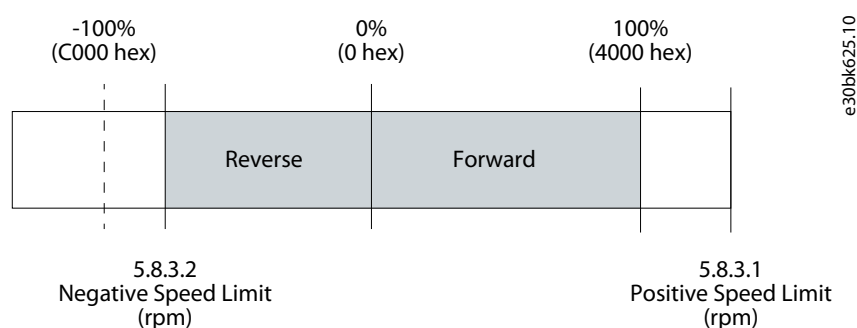 -100%
(C000 hex)
0%
(0 hex)
100%
(4000 hex)
e30bk625.10
Reverse
Forward
5.8.3.2
Negative Speed Limit
(rpm)
5.8.3.1
Positive Speed Limit
(rpm)